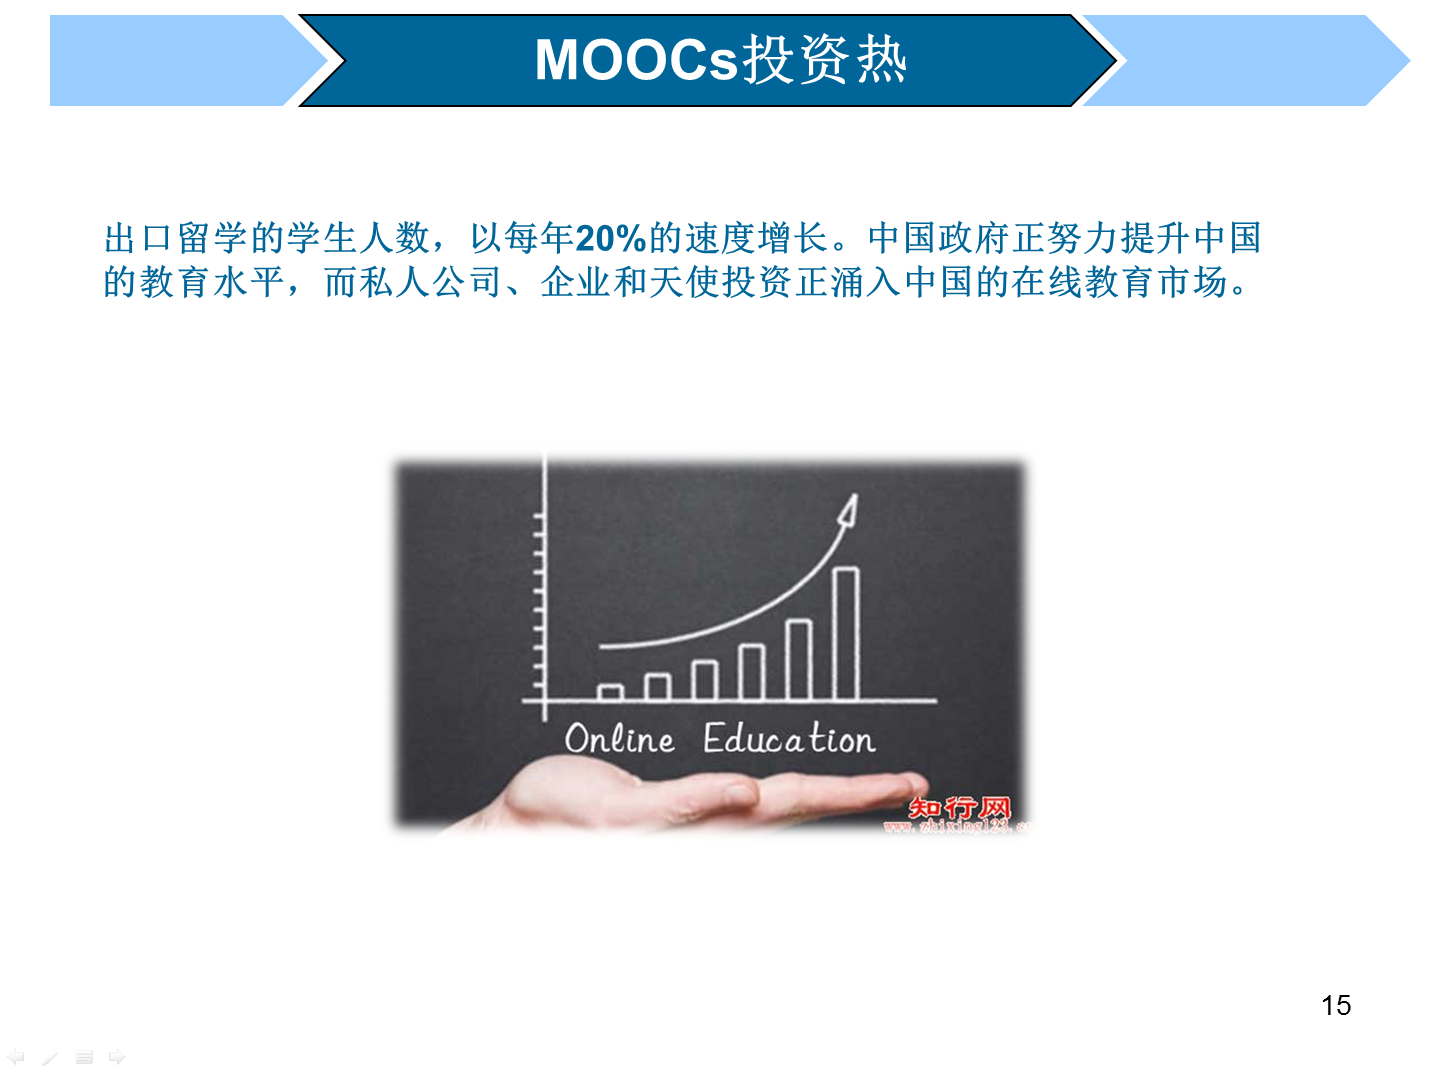 MOOCs投资热
出口留学的学生人数，以每年20%的速度增长。中国政府正努力提升中国
的教育水平，而私人公司、企业和天使投资正涌入中国的在线教育市场。
Online Education
知行网
www.zhixing123.c
15